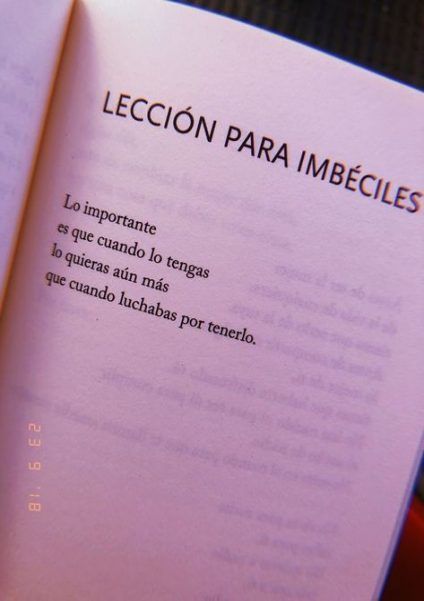 LECCIÓN PARA IMBÉCILES
Lo importante
es que cuando lo tengas
lo quieras aún más
que cuando luchabas por tenerlo.
23 9 '18